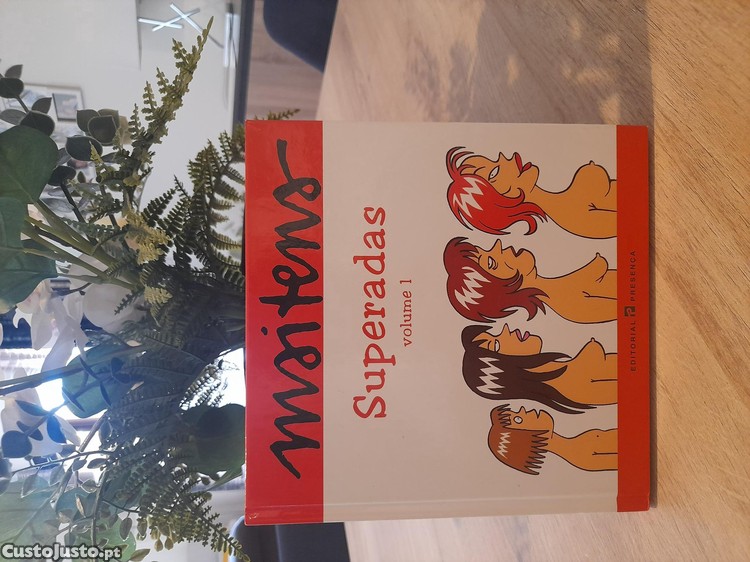 maitena
Superadas
volume 1
EDITORIAL PRESENÇA
CustoJusto.pt